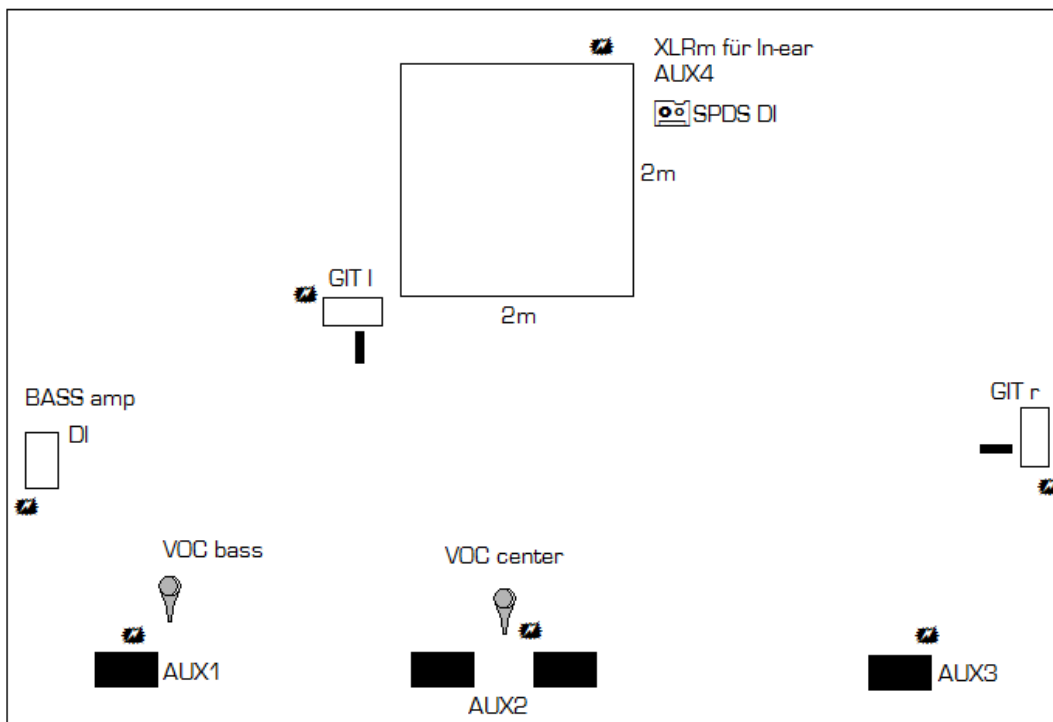 XLRm für In-ear
AUX4
SPDS DI
2m
GIT l
2m
BASS amp
DI
GIT r
VOC bass
VOC center
AUX1
AUX2
AUX3